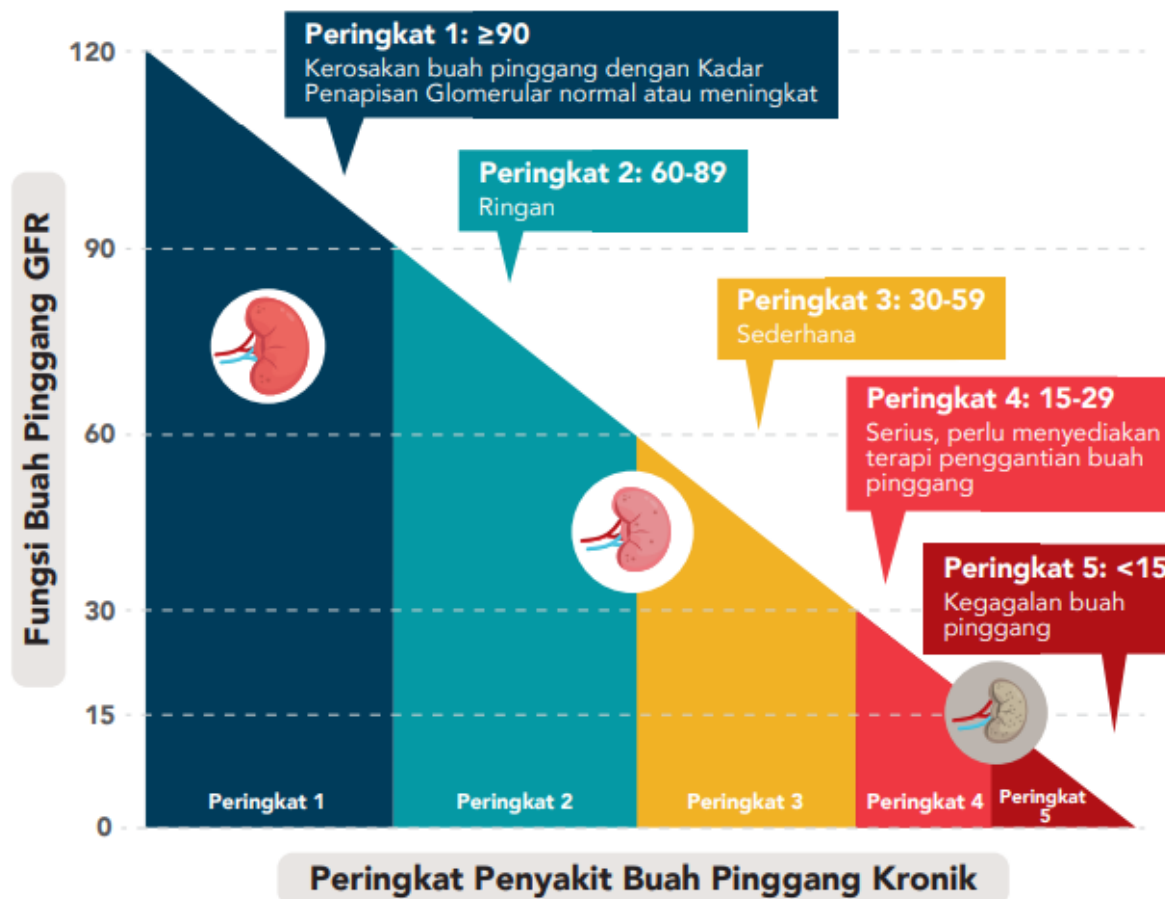 Peringkat 1: ≥90
Kerosakan buah pinggang dengan Kadar
Penapisan Glomerular normal atau meningkat
Peringkat 2: 60-89
Ringan
Peringkat 3: 30-59
Sederhana
Peringkat 4: 15-29
Serius, perlu menyediakan
terapi penggantian buah
pinggang
Peringkat 5: <15
Kegagalan buah
pinggang
Fungsi Buah Pinggang GFR
120
90
60
30
15
0
Peringkat 1
Peringkat 2
Peringkat 3
Peringkat 4
Peringkat
5
Peringkat Penyakit Buah Pinggang Kronik